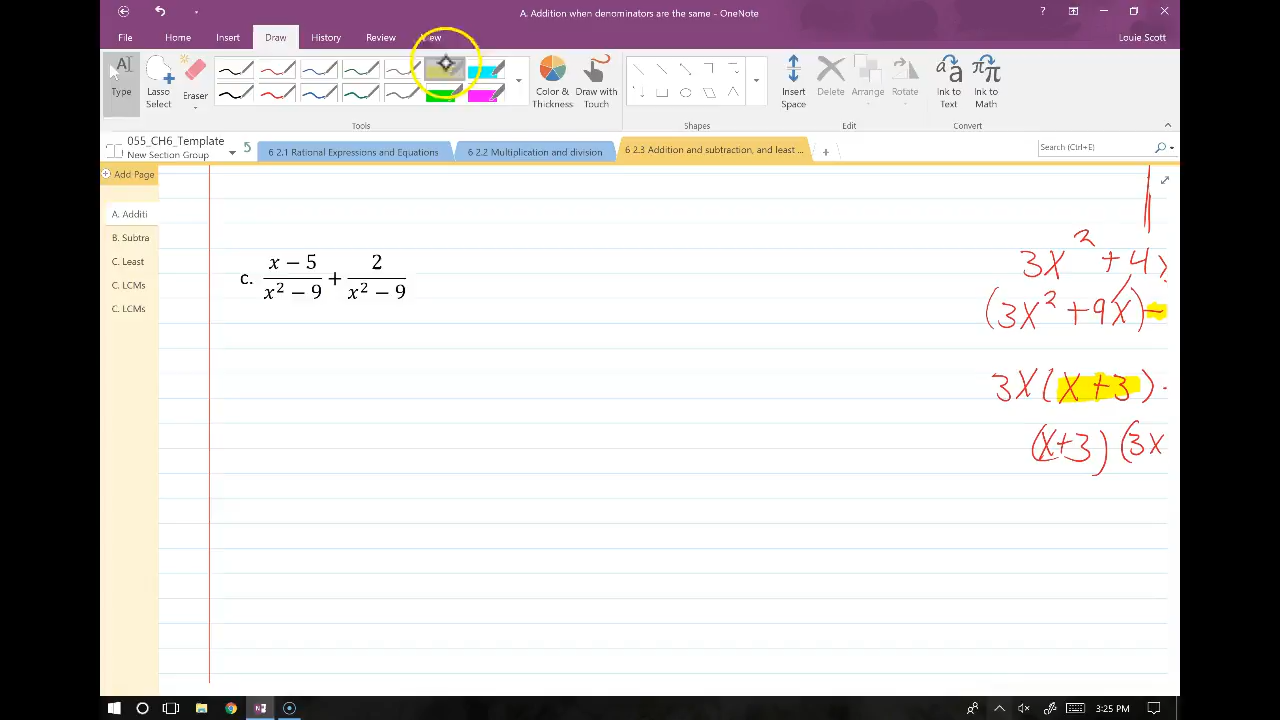 A. Addition when denominators are the same - OneNote
?
File Home Insert Draw History Review View
Louie Scott
Type
Lasso Select
Eraser
Color & Thickness
Draw with Touch
Insert Space
Delete
Arrange
Rotate
Ink to Text
Ink to Math
Tools Shapes Edit Convert
055_CH6_Template
New Section Group
6 2.1 Rational Expressions and Equations
6 2.2 Multiplication and division
6 2.3 Addition and subtraction, and least ...
Search (Ctrl+E)
Add Page
A. Additi
B. Subtra
C. Least
C. LCMs
C. LCMs
c. (x − 5)/(x² − 9) + 2/(x² − 9)
3x² + 4
(3x² + 9x) −
3x(x+3)
(x+3)(3x
3:25 PM